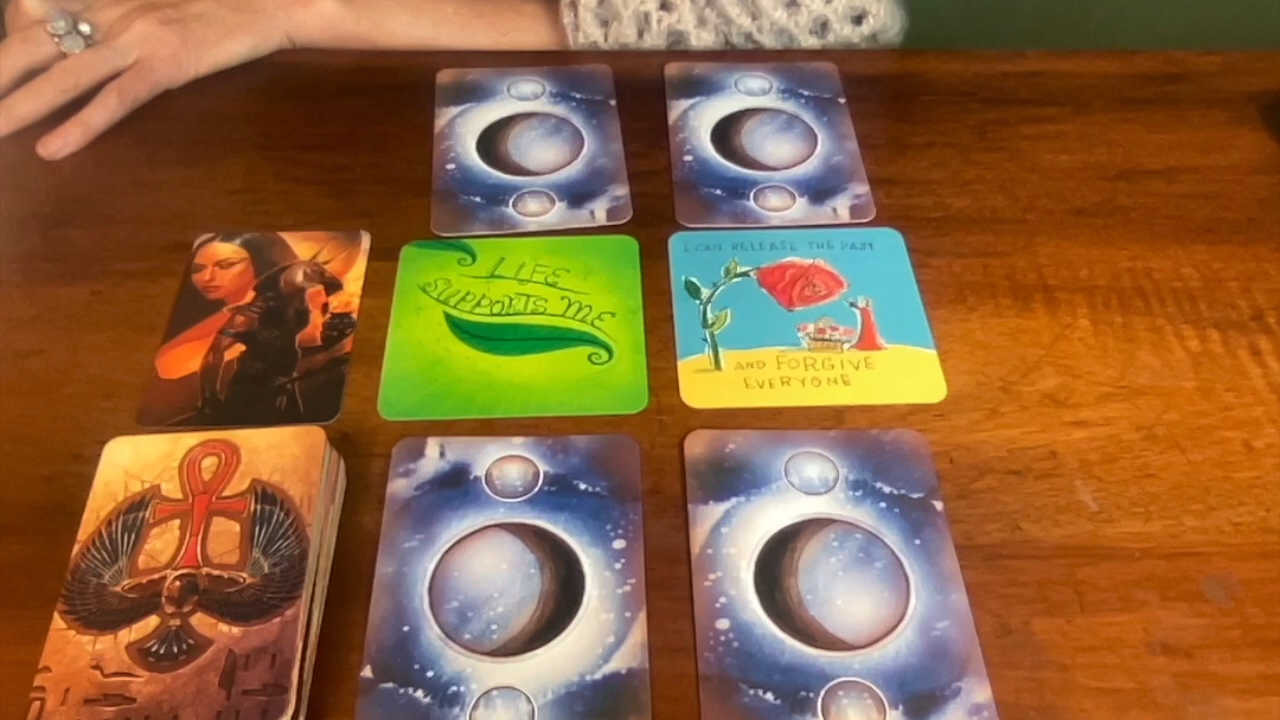 LIFE
SUPPORTS ME
I CAN RELEASE THE PAST
AND FORGIVE
EVERYONE